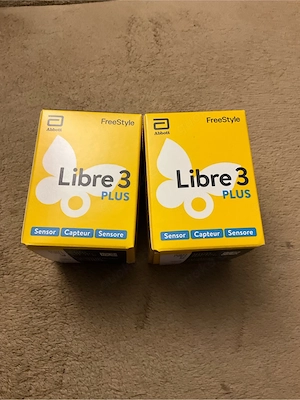 Abbott
FreeStyle
Libre 3
PLUS
Sensor
Capteur
Sensore
Abbott
FreeStyle
Libre 3
PLUS
Sensor
Capteur
Sensore